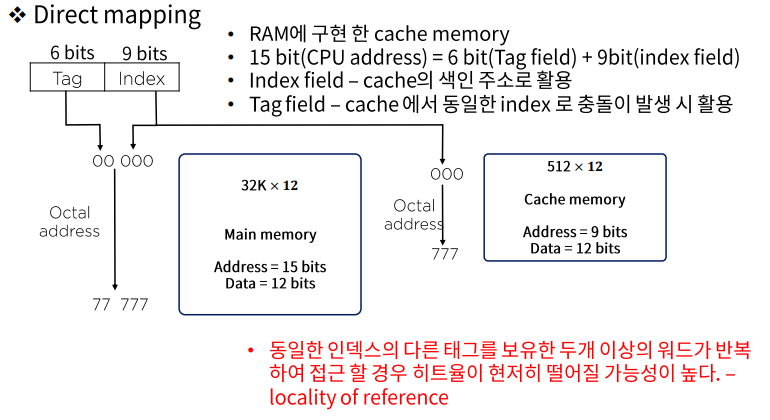 ❖ Direct mapping
6 bits 9 bits
Tag Index
• RAM에 구현 한 cache memory
• 15 bit(CPU address) = 6 bit(Tag field) + 9bit(index field)
• Index field – cache의 색인 주소로 활용
• Tag field – cache 에서 동일한 index 로 충돌이 발생 시 활용
00 000
Octal
address
77 777
32K × 12
Main memory
Address = 15 bits
Data = 12 bits
000
Octal
address
777
512 × 12
Cache memory
Address = 9 bits
Data = 12 bits
• 동일한 인덱스의 다른 태그를 보유한 두개 이상의 워드가 반복
하여 접근 할 경우 히트율이 현저히 떨어질 가능성이 높다. –
locality of reference